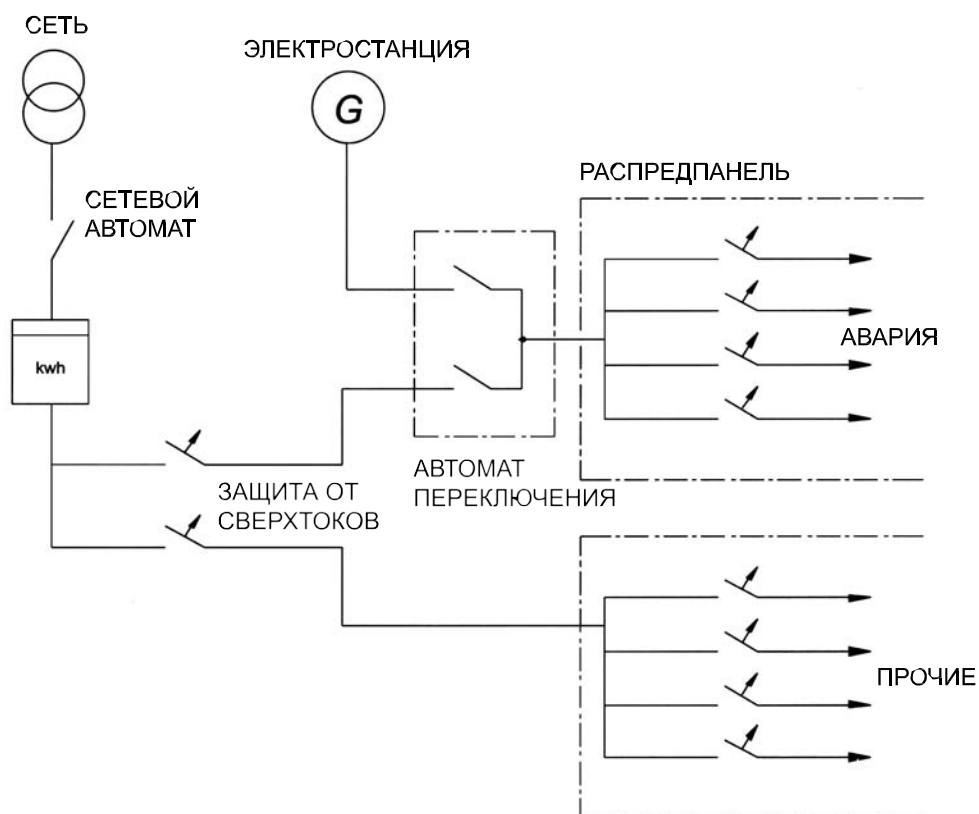 СЕТЬ
ЭЛЕКТРОСТАНЦИЯ
G
РАСПРЕДПАНЕЛЬ
СЕТЕВОЙ
АВТОМАТ
kwh
АВАРИЯ
АВТОМАТ
ПЕРЕКЛЮЧЕНИЯ
ЗАЩИТА ОТ
СВЕРХТОКОВ
ПРОЧИЕ